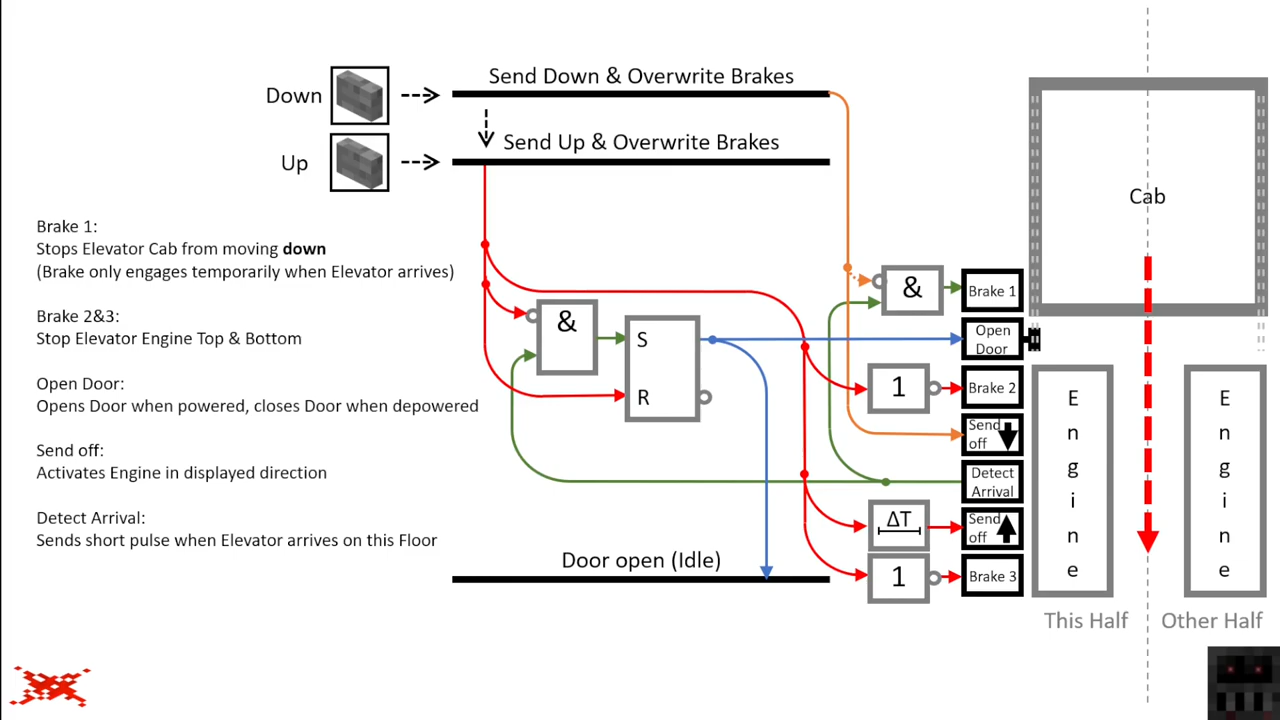 Send Down & Overwrite Brakes
Down
Send Up & Overwrite Brakes
Up
Cab
Brake 1:
Stops Elevator Cab from moving down
(Brake only engages temporarily when Elevator arrives)
Brake 2&3:
Stop Elevator Engine Top & Bottom
Open Door:
Opens Door when powered, closes Door when depowered
Send off:
Activates Engine in displayed direction
Detect Arrival:
Sends short pulse when Elevator arrives on this Floor
&
S
R
&
Brake 1
Open
Door
1
Brake 2
Send
off
Detect
Arrival
ΔT
Send
off
1
Brake 3
Door open (Idle)
E
n
g
i
n
e
E
n
g
i
n
e
This Half
Other Half